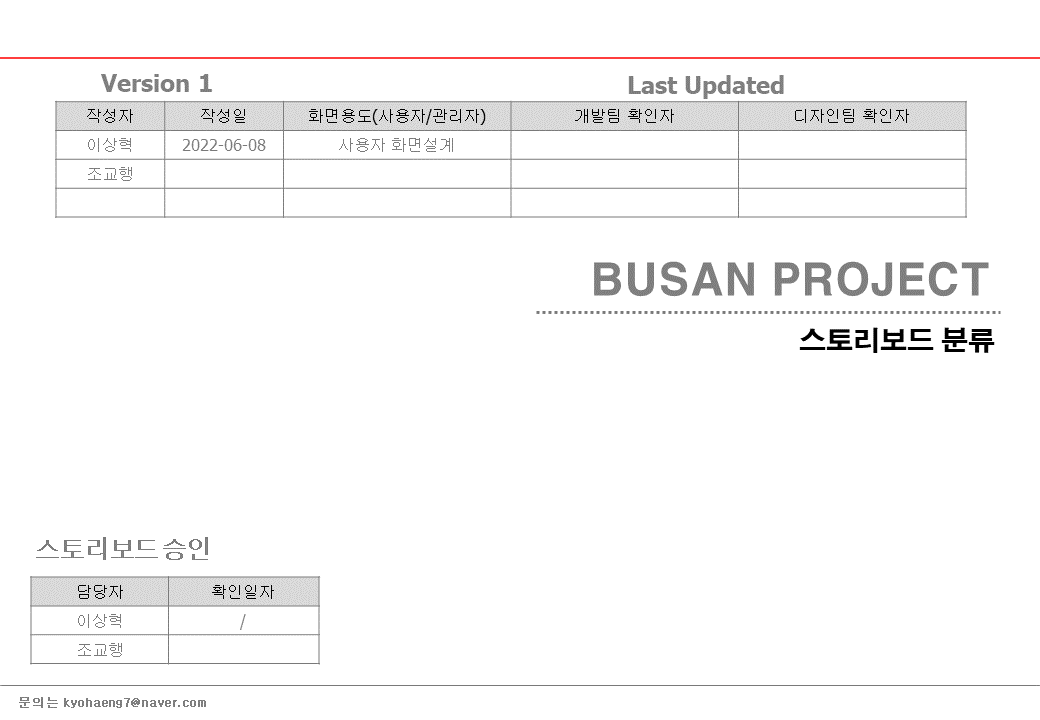 Version 1
Last Updated
작성자 작성일 화면용도(사용자/관리자) 개발팀 확인자 디자인팀 확인자
이상혁 2022-06-08 사용자 화면설계
조교행
BUSAN PROJECT
스토리보드 분류
스토리보드 승인
담당자 확인일자
이상혁 /
조교행
문의는 kyohaeng7@naver.com